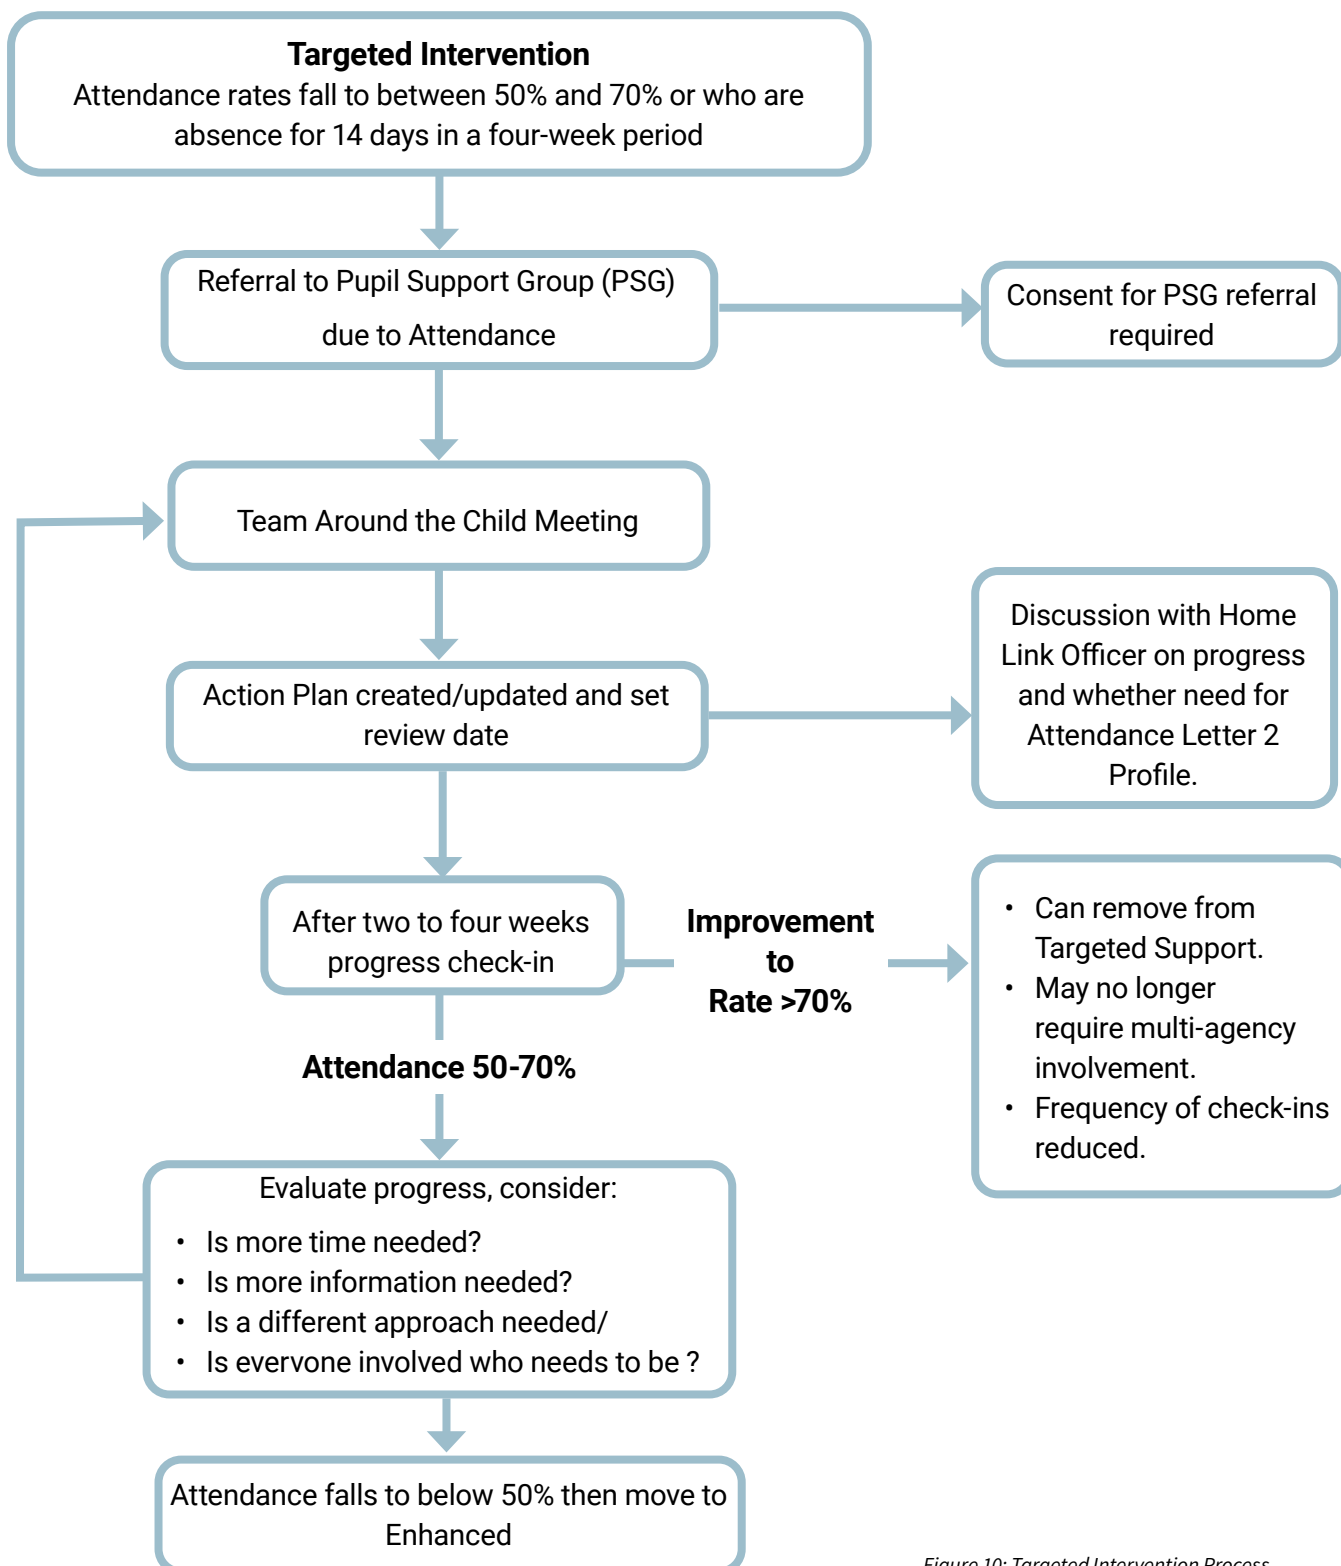 Targeted Intervention
Attendance rates fall to between 50% and 70% or who are
absence for 14 days in a four-week period
Referral to Pupil Support Group (PSG)
due to Attendance
Consent for PSG referral
required
Team Around the Child Meeting
Action Plan created/updated and set
review date
Discussion with Home
Link Officer on progress
and whether need for
Attendance Letter 2
Profile.
After two to four weeks
progress check-in
Improvement
to
Rate >70%
• Can remove from
Targeted Support.
• May no longer
require multi-agency
involvement.
• Frequency of check-ins
reduced.
Attendance 50-70%
Evaluate progress, consider:
• Is more time needed?
• Is more information needed?
• Is a different approach needed/
• Is everyone involved who needs to be ?
Attendance falls to below 50% then move to
Enhanced
Figure 10: Targeted Intervention Process